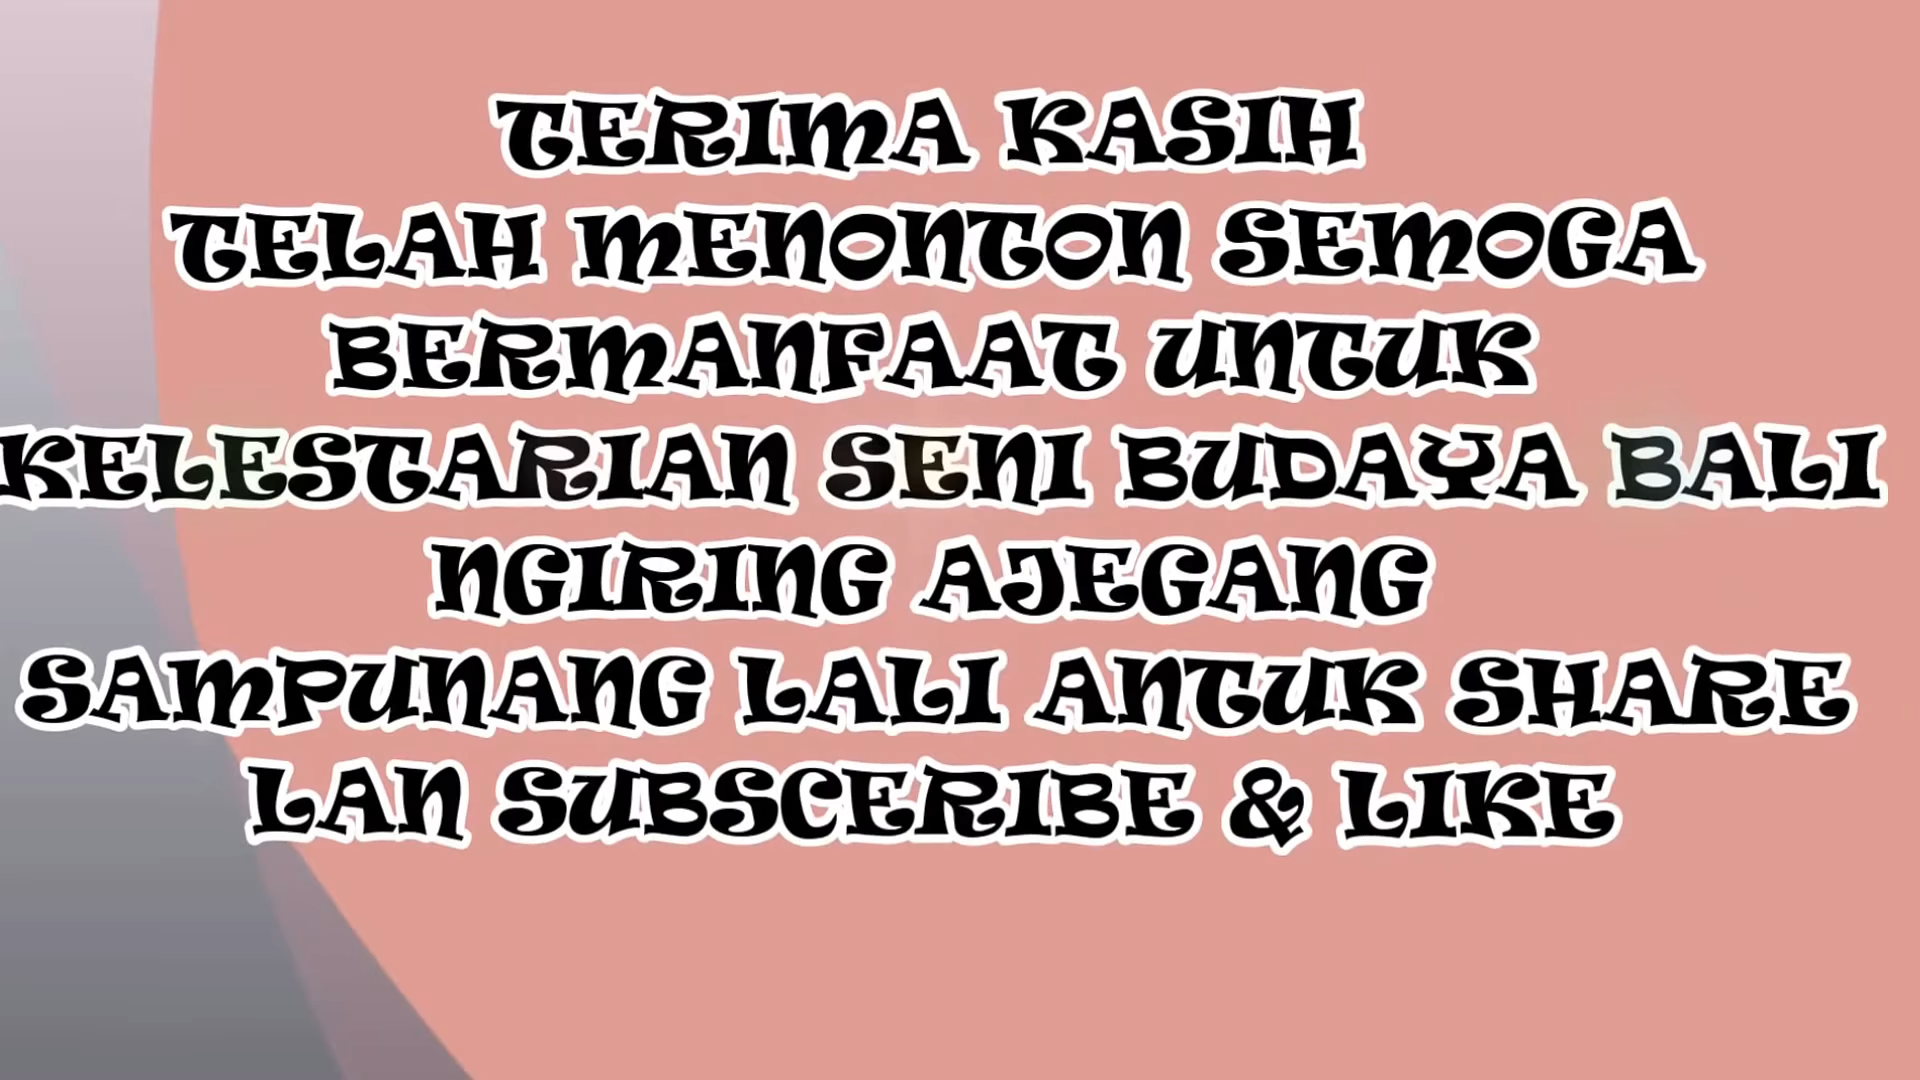 TERIMA KASIH
TELAH MENONTON SEMOGA
BERMANFAAT UNTUK
KELESTARIAN SENI BUDAYA BALI
NGIRING AJEGANG
SAMPUNANG LALI ANTUK SHARE
LAN SUBSCERIBE & LIKE